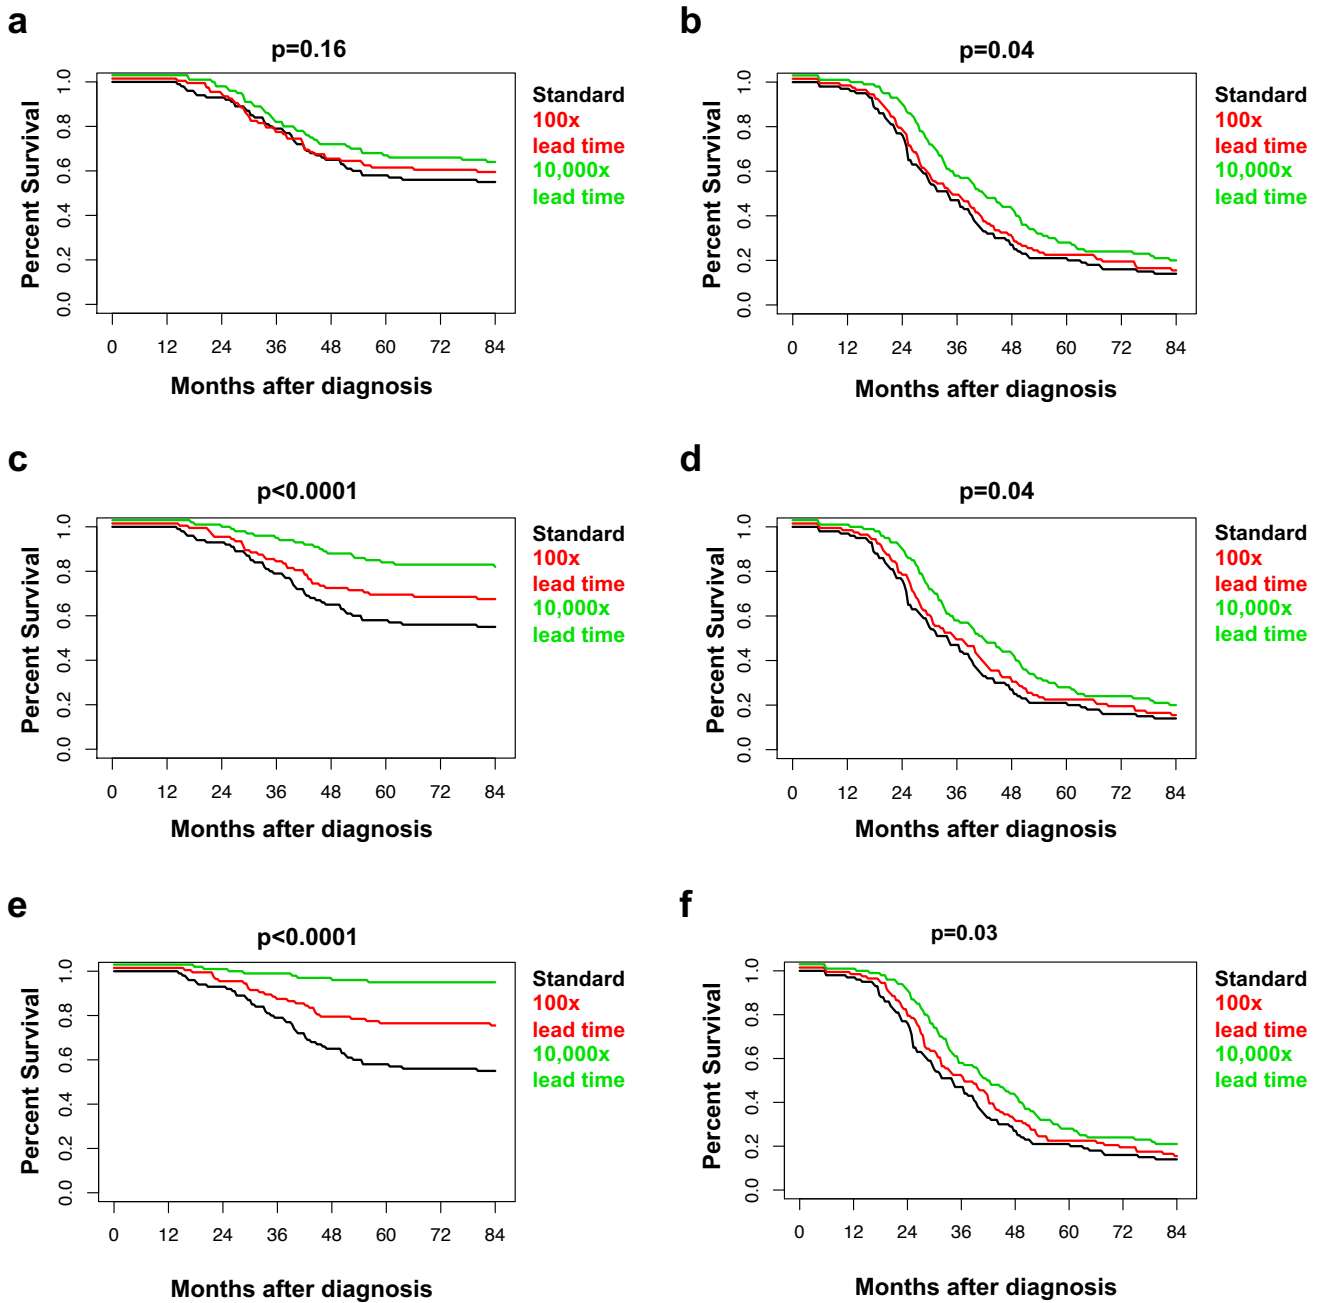 a
p=0.16
Percent Survival
0.0 0.2 0.4 0.6 0.8 1.0
0 12 24 36 48 60 72 84
Months after diagnosis
Standard
100x
lead time
10,000x
lead time
b
p=0.04
Percent Survival
0.0 0.2 0.4 0.6 0.8 1.0
0 12 24 36 48 60 72 84
Months after diagnosis
Standard
100x
lead time
10,000x
lead time
c
p<0.0001
Percent Survival
0.0 0.2 0.4 0.6 0.8 1.0
0 12 24 36 48 60 72 84
Months after diagnosis
Standard
100x
lead time
10,000x
lead time
d
p=0.04
Percent Survival
0.0 0.2 0.4 0.6 0.8 1.0
0 12 24 36 48 60 72 84
Months after diagnosis
Standard
100x
lead time
10,000x
lead time
e
p<0.0001
Percent Survival
0.0 0.2 0.4 0.6 0.8 1.0
0 12 24 36 48 60 72 84
Months after diagnosis
Standard
100x
lead time
10,000x
lead time
f
p=0.03
Percent Survival
0.0 0.2 0.4 0.6 0.8 1.0
0 12 24 36 48 60 72 84
Months after diagnosis
Standard
100x
lead time
10,000x
lead time